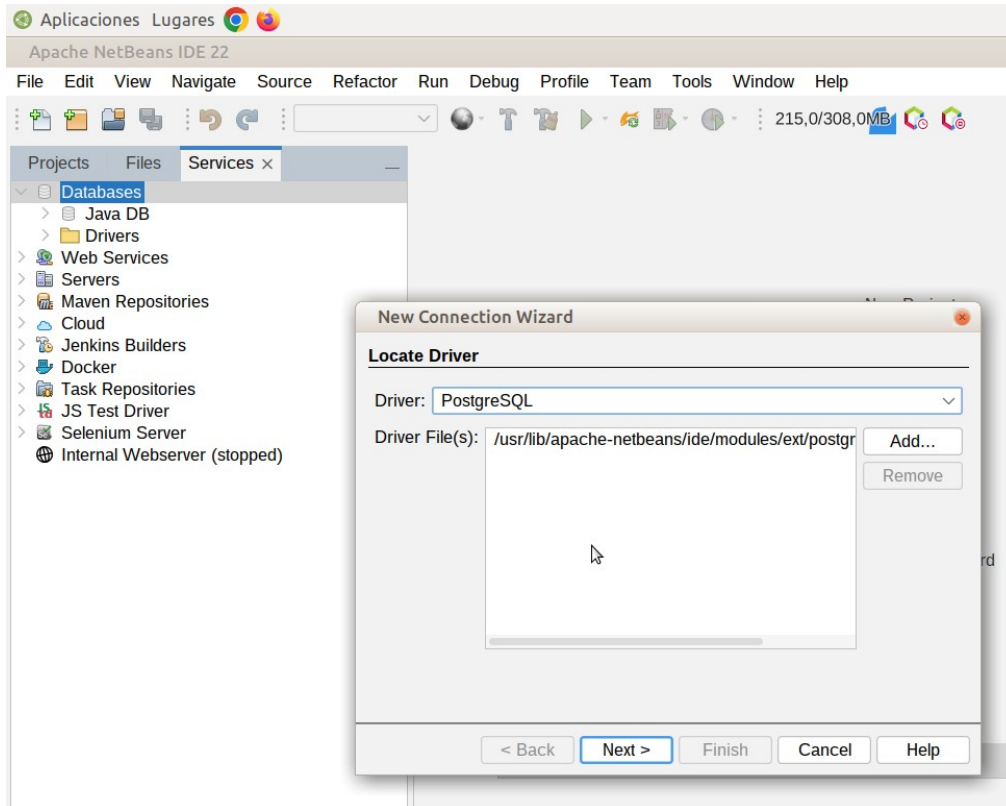 Aplicaciones Lugares
Apache NetBeans IDE 22
File Edit View Navigate Source Refactor Run Debug Profile Team Tools Window Help
215,0/308,0MB
Projects Files Services
Databases
Java DB
Drivers
Web Services
Servers
Maven Repositories
Cloud
Jenkins Builders
Docker
Task Repositories
JS Test Driver
Selenium Server
Internal Webserver (stopped)
New Connection Wizard
Locate Driver
Driver: PostgreSQL
Driver File(s): /usr/lib/apache-netbeans/ide/modules/ext/postgr
Add...
Remove
rd
< Back Next > Finish Cancel Help